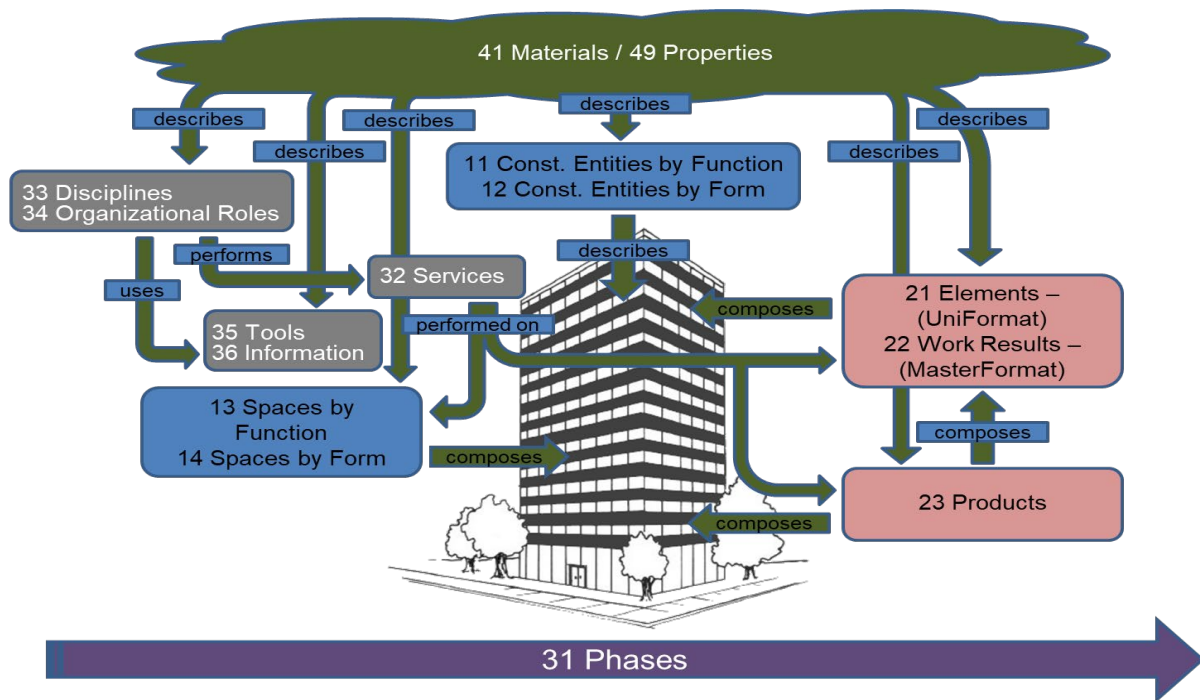 41 Materials / 49 Properties
describes
describes
describes
describes
describes
describes
describes
11 Const. Entities by Function
12 Const. Entities by Form
33 Disciplines
34 Organizational Roles
performs
describes
uses
32 Services
performed on
composes
21 Elements –
(UniFormat)
22 Work Results –
(MasterFormat)
35 Tools
36 Information
13 Spaces by
Function
14 Spaces by Form
composes
composes
23 Products
composes
31 Phases